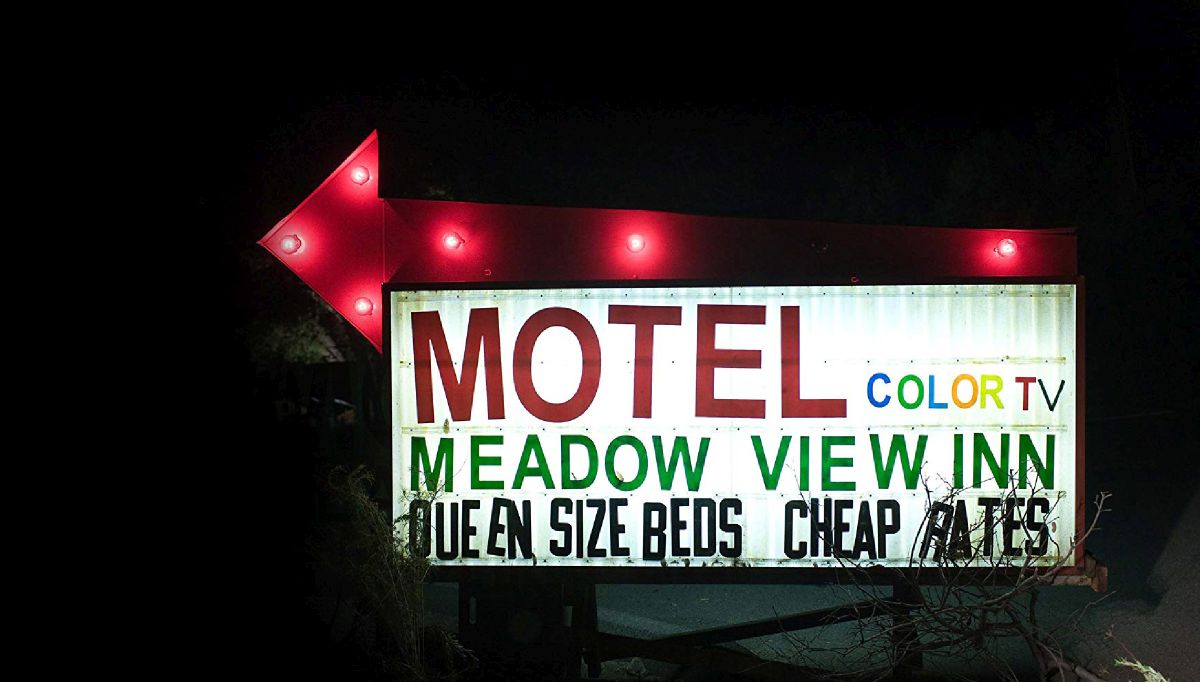 MOTEL COLOR TV
MEADOW VIEW INN
QUEEN SIZE BEDS CHEAP RATES